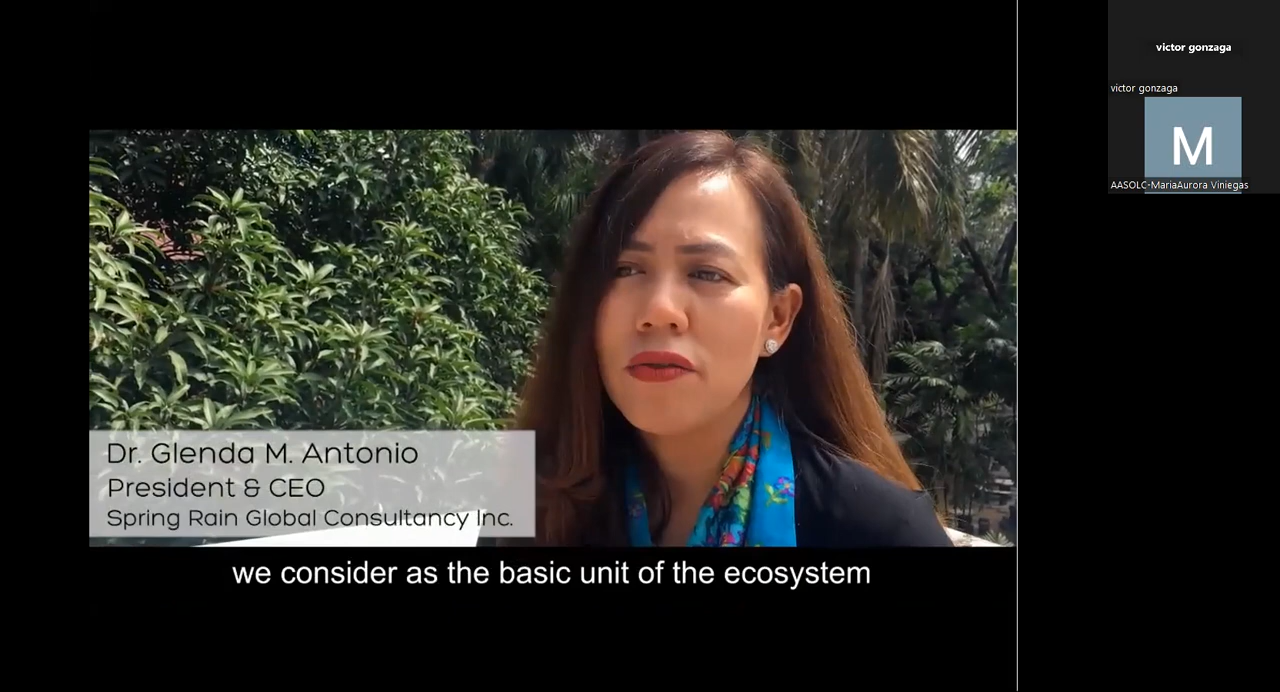 Dr. Glenda M. Antonio
President & CEO
Spring Rain Global Consultancy Inc.
we consider as the basic unit of the ecosystem
victor gonzaga
victor gonzaga
M
AASOLC-MariaAurora Viniegas